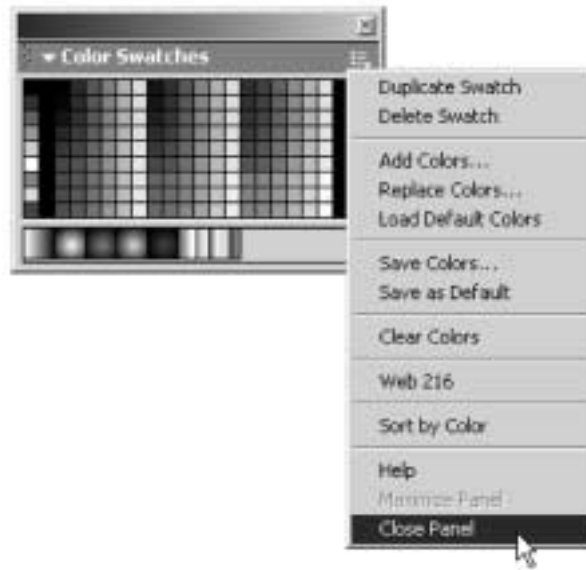 Color Swatches
Duplicate Swatch
Delete Swatch
Add Colors...
Replace Colors...
Load Default Colors
Save Colors...
Save as Default
Clear Colors
Web 216
Sort by Color
Help
Maximize Panel
Close Panel